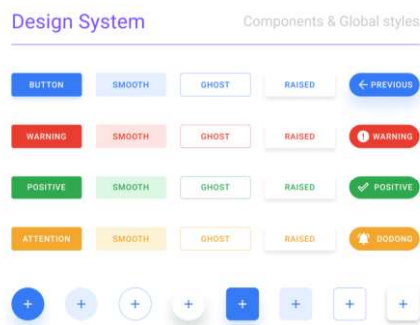 Design System Components & Global styles
BUTTON SMOOTH GHOST RAISED PREVIOUS
WARNING SMOOTH GHOST RAISED WARNING
POSITIVE SMOOTH GHOST RAISED POSITIVE
ATTENTION SMOOTH GHOST RAISED DODONG
+ + + + + + + +